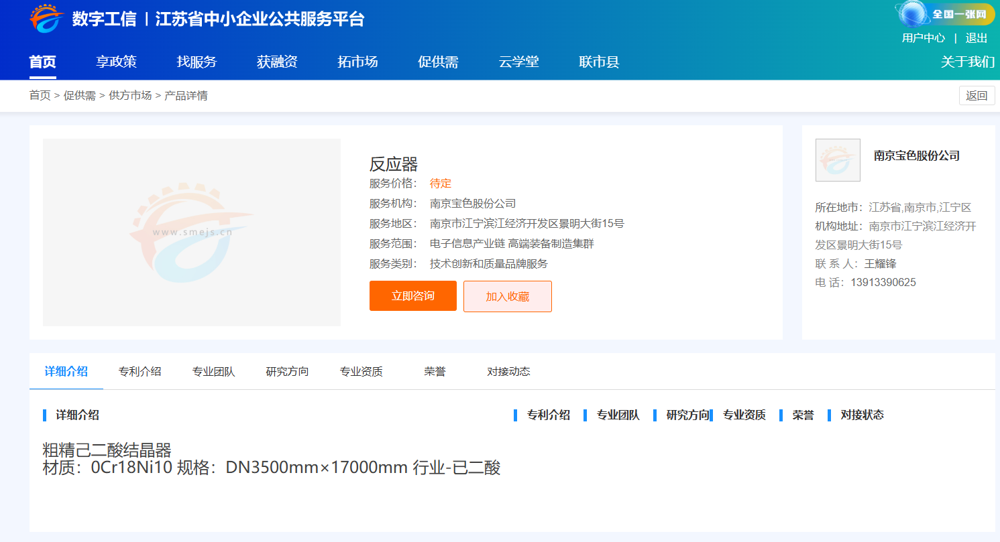 数字工信 | 江苏省中小企业公共服务平台
全国一张网
用户中心 | 退出
首页 享政策 找服务 获融资 拓市场 促供需 云学堂 联市县 关于我们
首页 > 促供需 > 供方市场 > 产品详情
返回
www.smejs.cn
反应器
服务价格： 待定
服务机构： 南京宝色股份公司
服务地区： 南京市江宁滨江经济开发区景明大街15号
服务范围： 电子信息产业链 高端装备制造集群
服务类别： 技术创新和质量品牌服务
立即咨询 加入收藏
南京宝色股份公司
所在地市：江苏省,南京市,江宁区
机构地址：南京市江宁滨江经济开
发区景明大街15号
联 系 人：王耀锋
电 话：13913390625
详细介绍 专利介绍 专业团队 研究方向 专业资质 荣誉 对接动态
详细介绍 专利介绍 专业团队 研究方向 专业资质 荣誉 对接状态
粗精己二酸结晶器
材质：0Cr18Ni10 规格：DN3500mm×17000mm 行业-已二酸